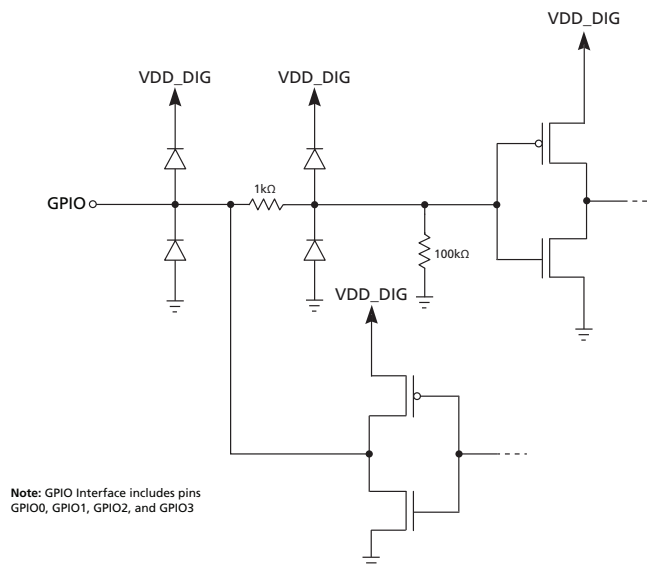 VDD_DIG
VDD_DIG
VDD_DIG
1kΩ
GPIO
100kΩ
VDD_DIG
Note: GPIO Interface includes pins
GPIO0, GPIO1, GPIO2, and GPIO3